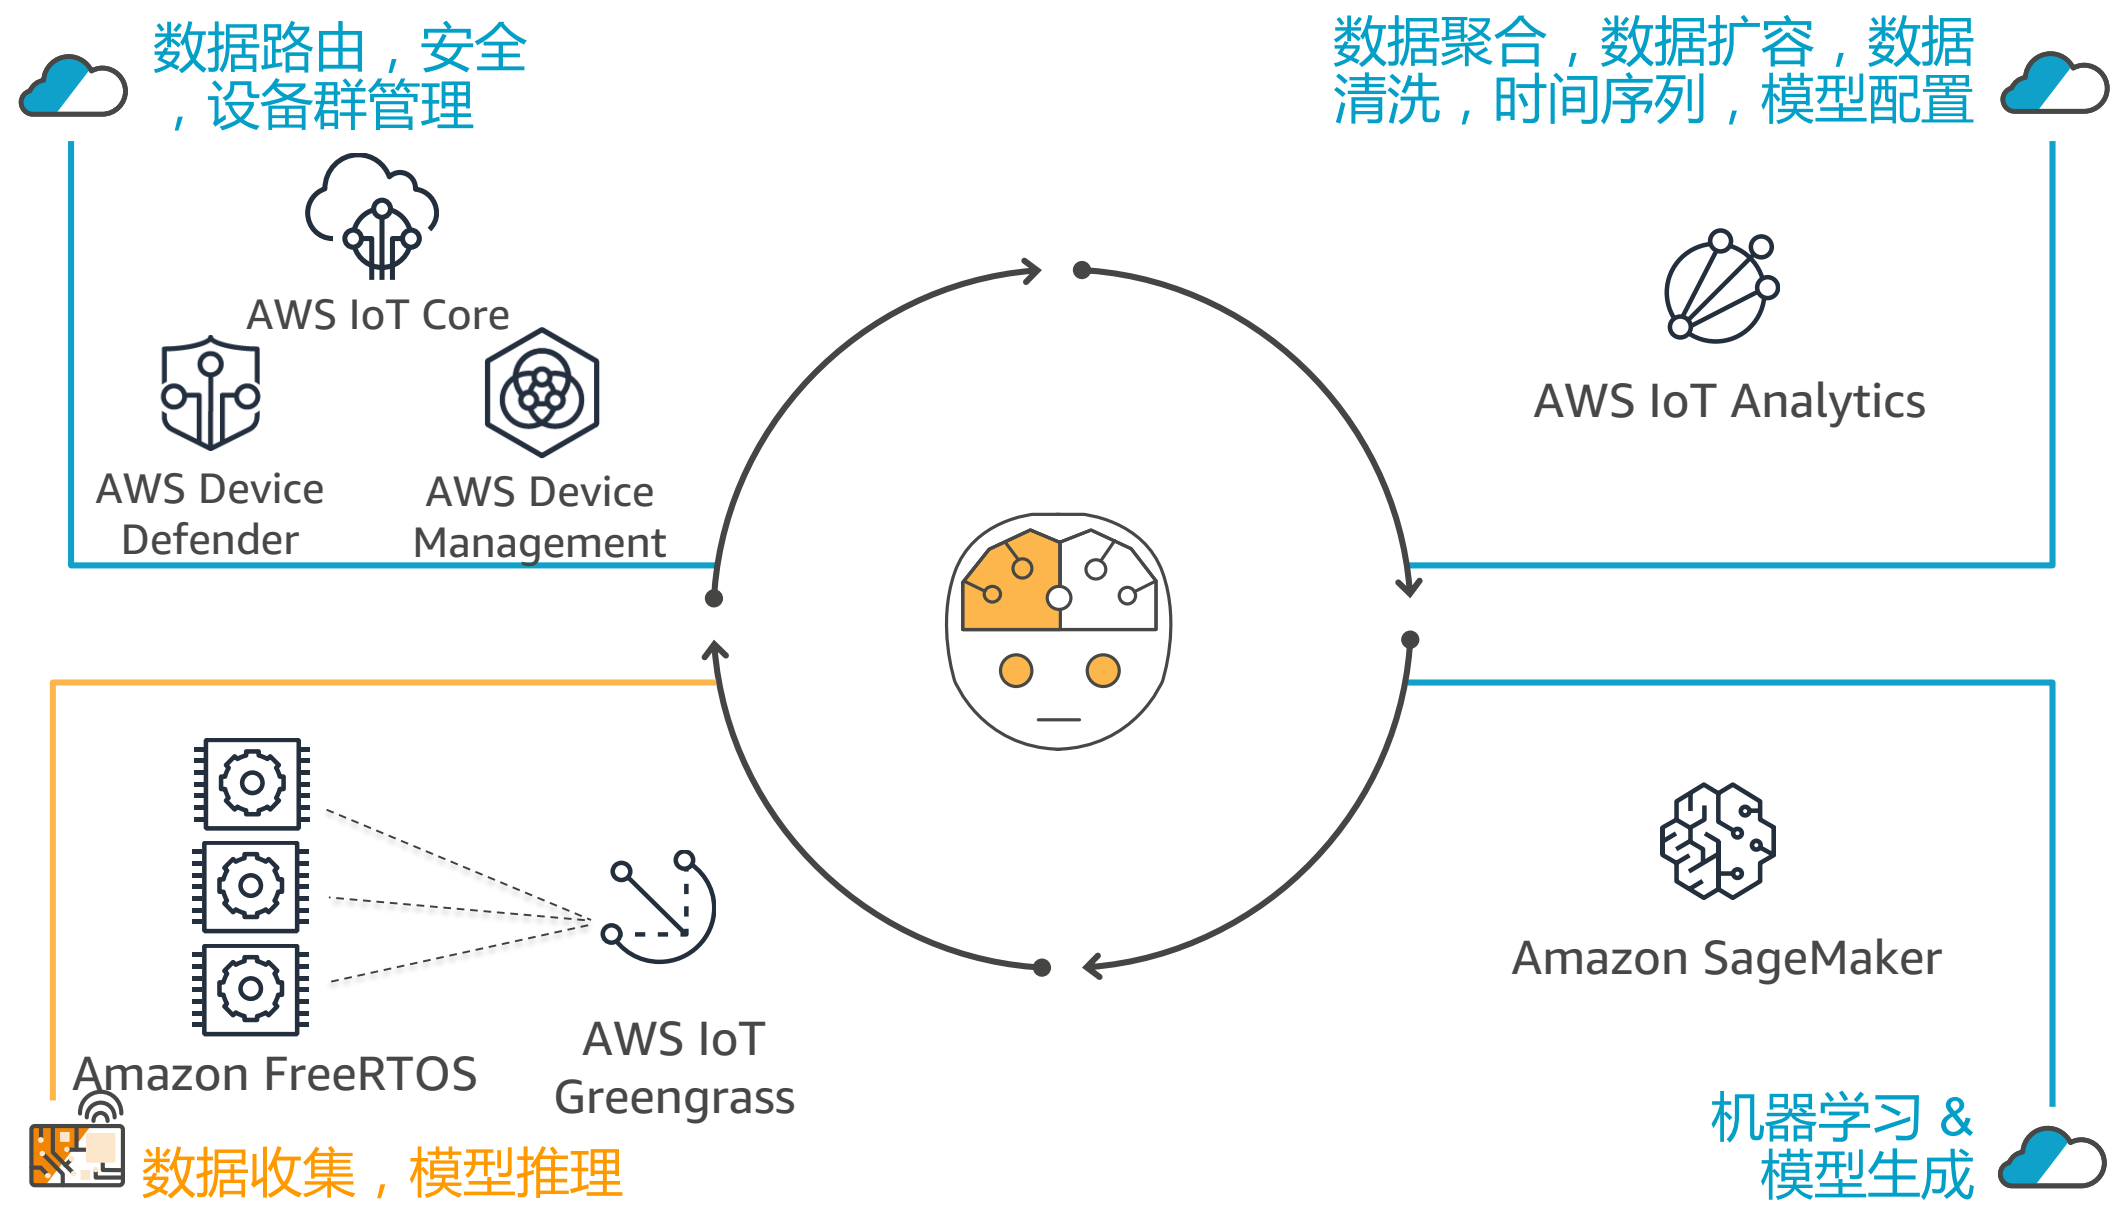 数据路由，安全
，设备群管理
AWS IoT Core
AWS Device
Defender
AWS Device
Management
数据聚合，数据扩容，数据
清洗，时间序列，模型配置
AWS IoT Analytics
Amazon FreeRTOS
AWS IoT
Greengrass
数据收集，模型推理
Amazon SageMaker
机器学习 &
模型生成